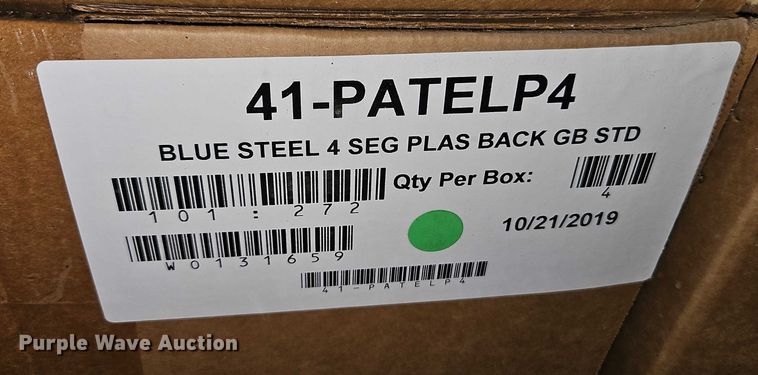 41-PATELP4
BLUE STEEL 4 SEG PLAS BACK GB STD
Qty Per Box:
4
101:272
10/21/2019
W0131659
41-PATELP4
Purple Wave Auction